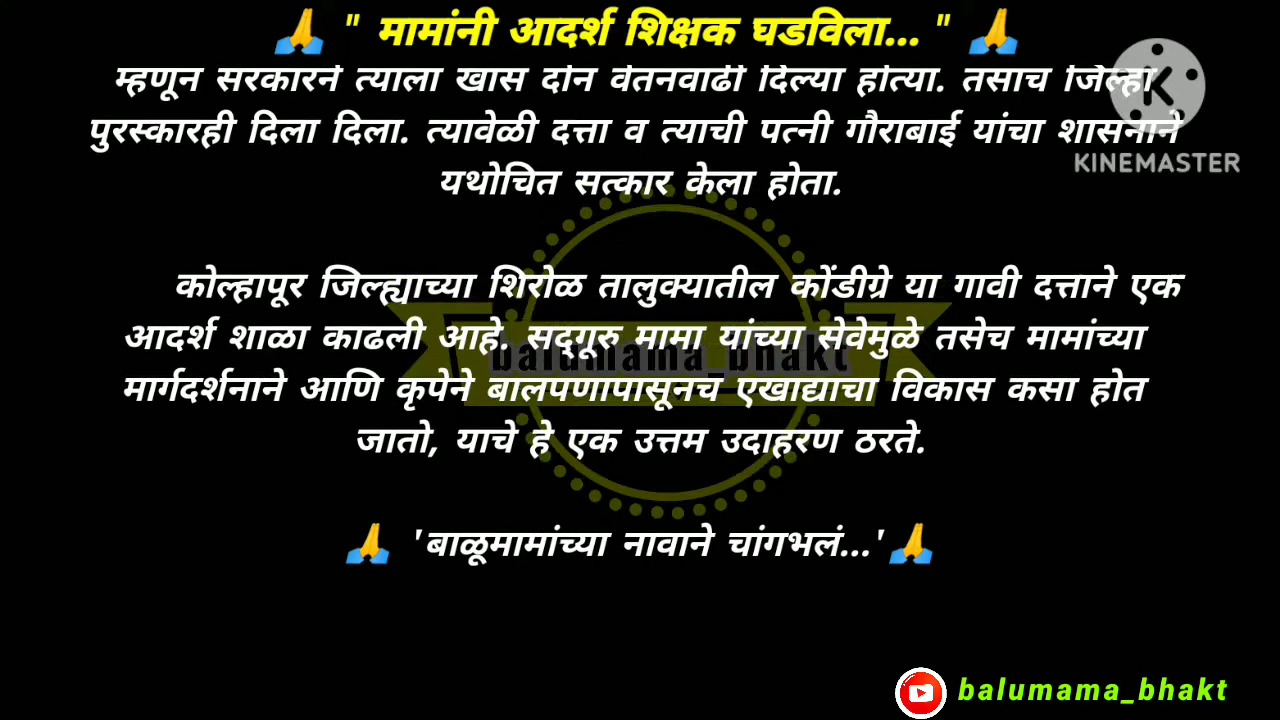 🙏 " मामांनी आदर्श शिक्षक घडविला... " 🙏
म्हणून सरकारने त्याला खास दोन वेतनवाढी दिल्या होत्या. तसाच जिल्हा
पुरस्कारही दिला दिला. त्यावेळी दत्ता व त्याची पत्नी गौराबाई यांचा शासनाने
यथोचित सत्कार केला होता.
कोल्हापूर जिल्ह्याच्या शिरोळ तालुक्यातील कोंडीग्रे या गावी दत्ताने एक
आदर्श शाळा काढली आहे. सद्‌गूरु मामा यांच्या सेवेमुळे तसेच मामांच्या
मार्गदर्शनाने आणि कृपेने बालपणापासूनच एखाद्याचा विकास कसा होत
जातो, याचे हे एक उत्तम उदाहरण ठरते.
🙏 'बाळूमामांच्या नावाने चांगभलं...'🙏
K
KINEMASTER
balumama_bhakt
balumama_bhakt